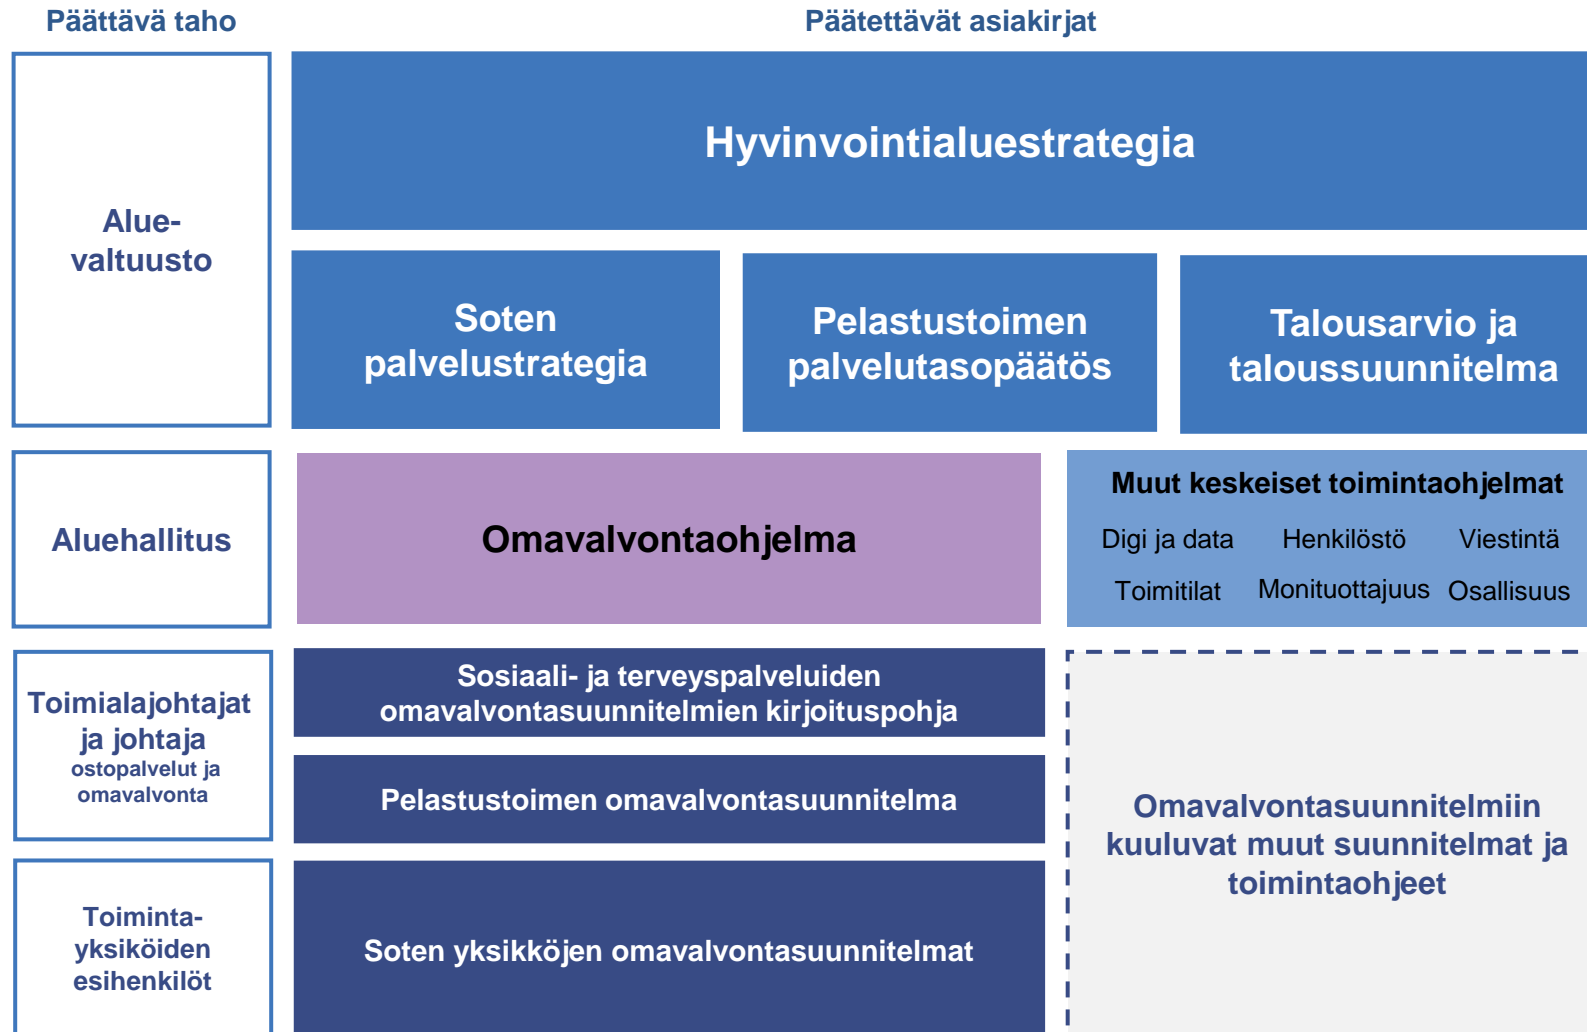 Päättävä taho
Päätettävät asiakirjat
Alue-
valtuusto
Hyvinvointialuestrategia
Soten
palvelustrategia
Pelastustoimen
palvelutasopäätös
Talousarvio ja
taloussuunnitelma
Aluehallitus
Omavalvontaohjelma
Muut keskeiset toimintaohjelmat
Digi ja data
Henkilöstö
Viestintä
Toimitilat
Monituottajuus
Osallisuus
Toimialajohtajat
ja johtaja
ostopalvelut ja
omavalvonta
Sosiaali- ja terveyspalveluiden
omavalvontasuunnitelmien kirjoituspohja
Pelastustoimen omavalvontasuunnitelma
Omavalvontasuunnitelmiin
kuuluvat muut suunnitelmat ja
toimintaohjeet
Toiminta-
yksiköiden
esihenkilöt
Soten yksikköjen omavalvontasuunnitelmat